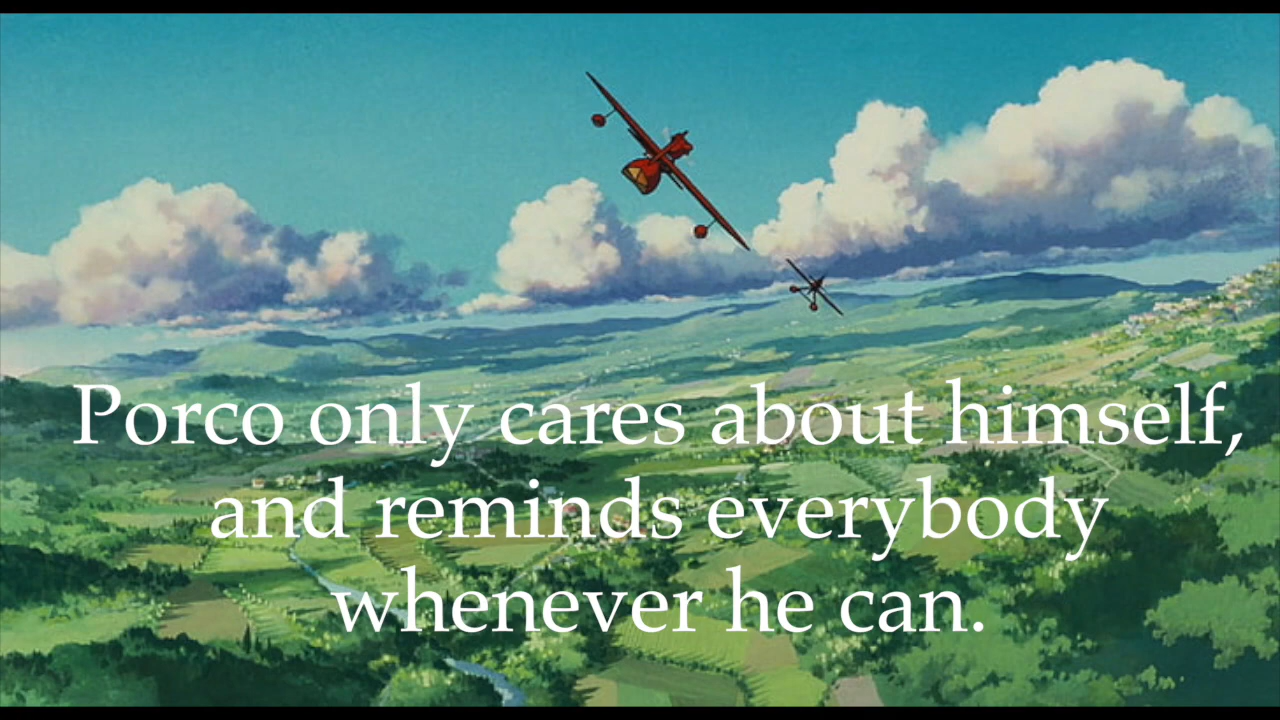 Porco only cares about himself,
and reminds everybody
whenever he can.